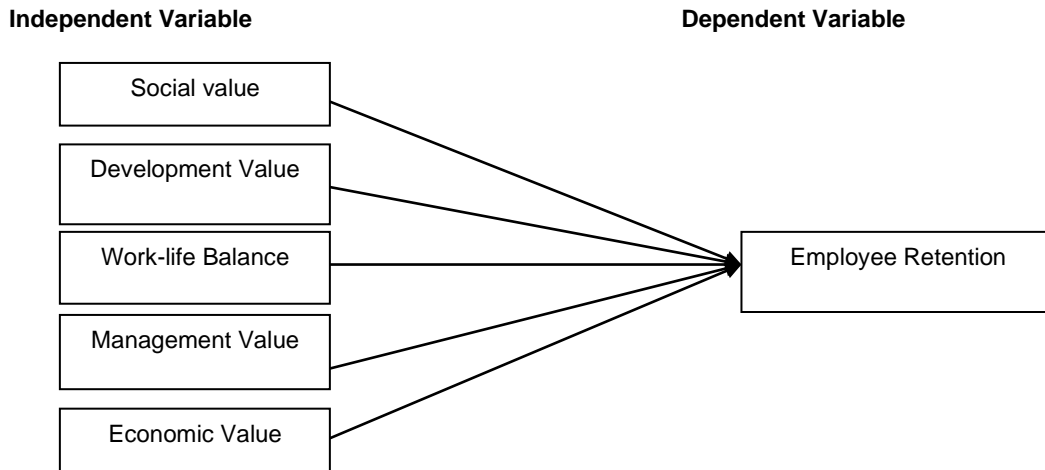 Independent Variable
Dependent Variable
Social value
Development Value
Work-life Balance
Employee Retention
Management Value
Economic Value